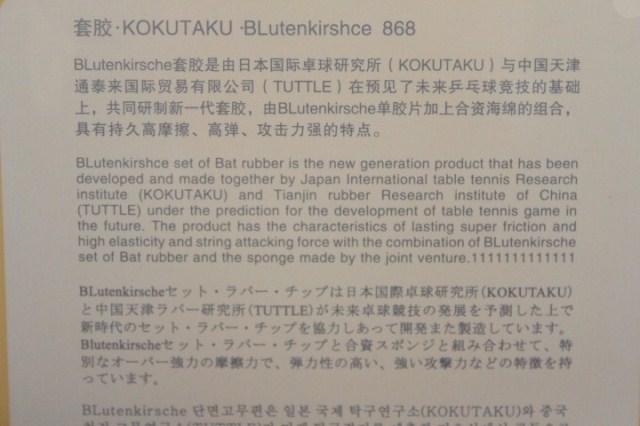 套胶·KOKUTAKU ·BLutenkirshce 868
BLutenkirsche套胶是由日本国际卓球研究所（KOKUTAKU）与中国天津
通泰来国际贸易有限公司（TUTTLE）在预见了未来乒乓球竞技的基础
上，共同研制新一代套胶，由BLutenkirsche单胶片加上合资海绵的组合，
具有持久高摩擦、高弹、攻击力强的特点。
BLutenkirshce set of Bat rubber is the new generation product that has been
developed and made together by Japan International table tennis Research
institute (KOKUTAKU) and Tianjin rubber Research institute of China
(TUTTLE) under the prediction for the development of table tennis game in
the future. The product has the characteristics of lasting super friction and
high elasticity and string attacking force with the combination of BLutenkirsche
set of Bat rubber and the sponge made by the joint venture.1111111111111
BLutenkirscheセット・ラバー・チップは日本国際卓球研究所(KOKUTAKU)
と中国天津ラバー研究所(TUTTLE)が未来卓球競技の発展を予測した上で
新時代のセット・ラバー・チップを協力しあって開発また製造しています。
Blutenkirscheセット・ラバー・チップと合資スポンジと組み合わせて、特
別なオーバー強力の摩擦力で、弾力性の高い、強い攻撃力などの特徴を持
っています。
BLutenkirsche 단면고무편은 일본 국제 탁구연구소(KOKUTAKU)와 중국